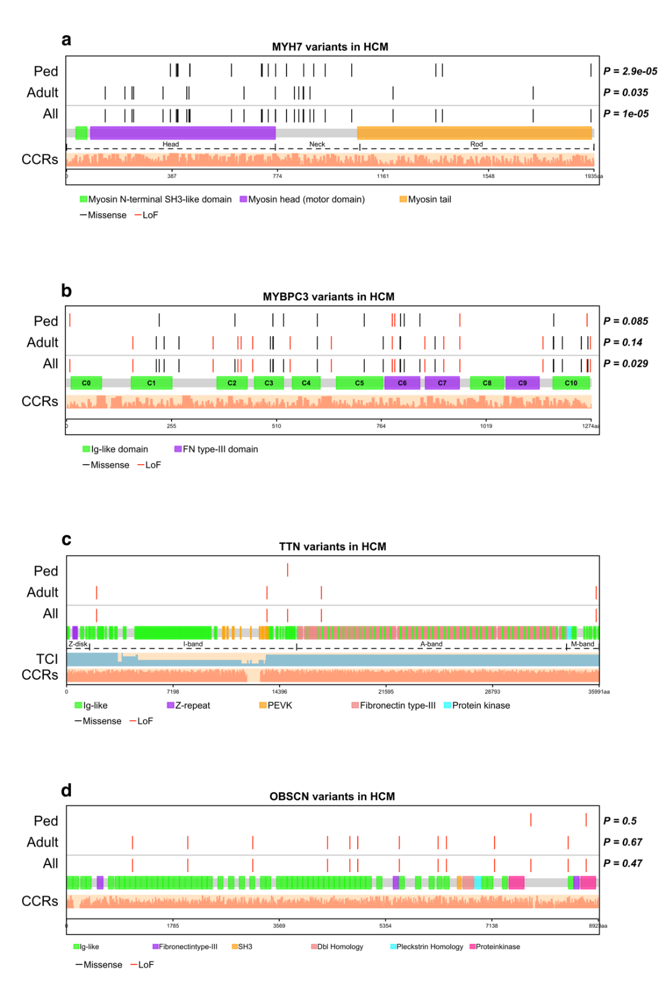 a
MYH7 variants in HCM
Ped
P = 2.9e-05
Adult
P = 0.035
All
P = 1e-05
Head
Neck
Rod
CCRs
0
387
774
1161
1548
1935aa
Myosin N-terminal SH3-like domain
Myosin head (motor domain)
Myosin tail
Missense
LoF
b
MYBPC3 variants in HCM
Ped
P = 0.085
Adult
P = 0.14
All
P = 0.029
C0
C1
C2
C3
C4
C5
C6
C7
C8
C9
C10
CCRs
0
255
510
764
1019
1274aa
Ig-like domain
FN type-III domain
Missense
LoF
c
TTN variants in HCM
Ped
Adult
All
Z-disk
I-band
A-band
M-band
TCI
CCRs
0
7198
14396
21595
28793
35991aa
Ig-like
Z-repeat
PEVK
Fibronectin type-III
Protein kinase
Missense
LoF
d
OBSCN variants in HCM
Ped
P = 0.5
Adult
P = 0.67
All
P = 0.47
CCRs
0
1785
3569
5354
7138
8923aa
Ig-like
Fibronectintype-III
SH3
Dbl Homology
Pleckstrin Homology
Proteinkinase
Missense
LoF